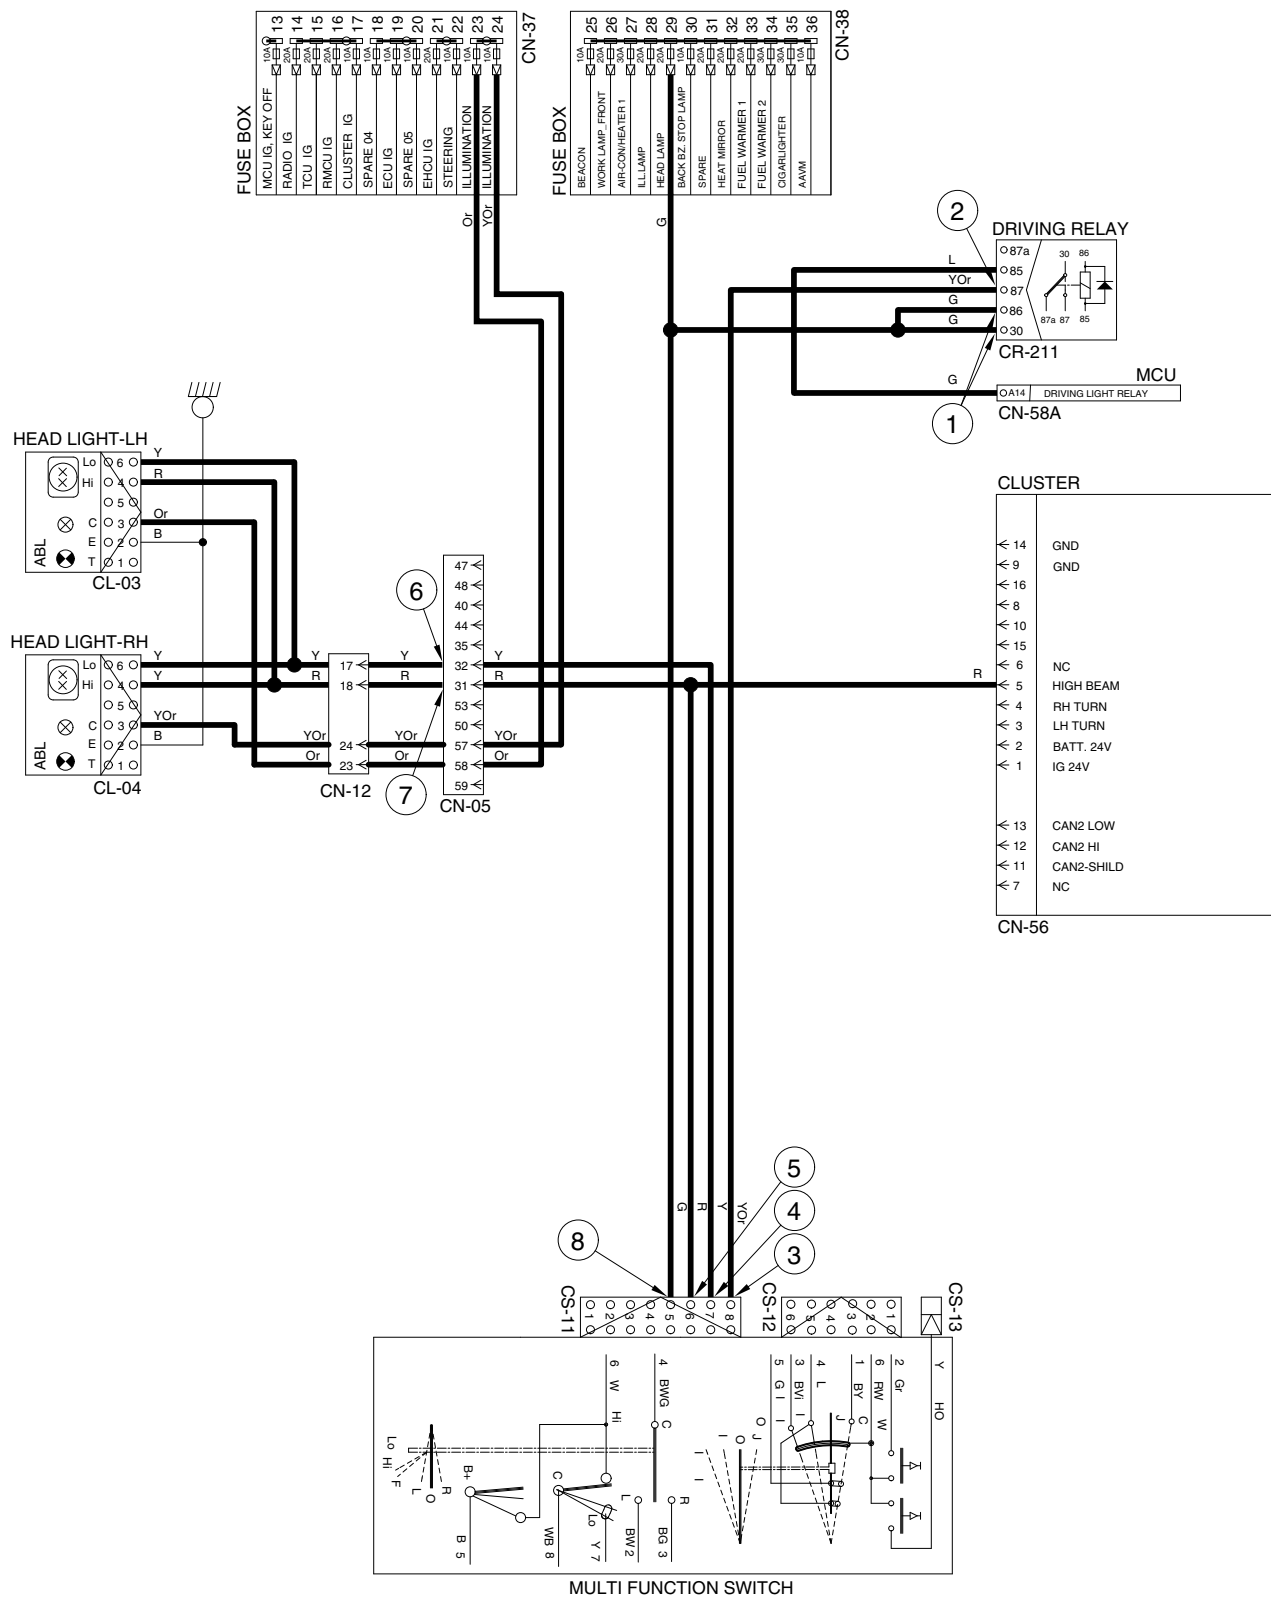 CN-37
13 14 15 16 17 18 19 20 21 22 23 24
10A 20A 20A 20A 10A 10A 10A 10A 20A 10A 10A 10A
FUSE BOX
MCU IG, KEY OFF
RADIO IG
TCU IG
RMCU IG
CLUSTER IG
SPARE 04
ECU IG
SPARE 05
EHCU IG
STEERING
ILLUMINATION
ILLUMINATION
Or
YOr
CN-38
25 26 27 28 29 30 31 32 33 34 35 36
10A 20A 30A 20A 20A 10A 20A 20A 20A 30A 30A 10A
FUSE BOX
BEACON
WORK LAMP_FRONT
AIR-CON/HEATER 1
ILL.LAMP
HEAD LAMP
BACK BZ. STOP LAMP
SPARE
HEAT MIRROR
FUEL WARMER 1
FUEL WARMER 2
CIGARLIGHTER
AAVM
G
2
DRIVING RELAY
87a
L 85
YOr 87
G 86
G 30
30 86
87a 87 85
CR-211
MCU
G A14 DRIVING LIGHT RELAY
CN-58A
1
HEAD LIGHT-LH
Lo 6 Y
Hi 4 R
5
C 3 Or
E 2 B
T 1
ABL
CL-03
HEAD LIGHT-RH
Lo 6 Y
Hi 4 Y
5
C 3 YOr
E 2 B
T 1
ABL
CL-04
Y 17 Y
R 18 R
YOr 24 YOr
Or 23 Or
CN-12
6
7
47
48
40
44
35
32 Y
31 R
53
50
57 YOr
58 Or
59
CN-05
CLUSTER
14 GND
9 GND
16
8
10
15
6 NC
R 5 HIGH BEAM
4 RH TURN
3 LH TURN
2 BATT. 24V
1 IG 24V
13 CAN2 LOW
12 CAN2 HI
11 CAN2-SHILD
7 NC
CN-56
5
4
3
8
G R Y YOr
CS-11
1 2 3 4 5 6 7 8
CS-12
6 5 4 3 2 1
CS-13
6 W Hi
4 BWG C
5 G I
3 BVi I
4 L
1 BY C
6 RW W
2 Gr
Y HO
J
O J
O
I
I
Lo Hi F L O R
B+
C
Lo
L
R
B 5
WB 8
Y 7
BW 2
BG 3
MULTI FUNCTION SWITCH